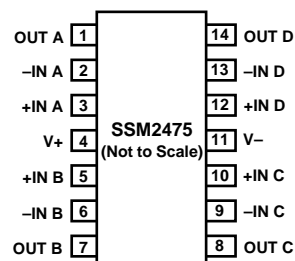 OUT A 1 14 OUT D
–IN A 2 13 –IN D
+IN A 3 12 +IN D
SSM2475
V+ 4 11 V–
(Not to Scale)
+IN B 5 10 +IN C
–IN B 6 9 –IN C
OUT B 7 8 OUT C